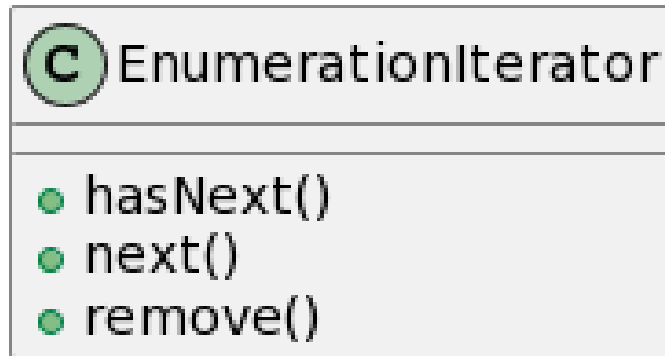 C EnumerationIterator
hasNext()
next()
remove()